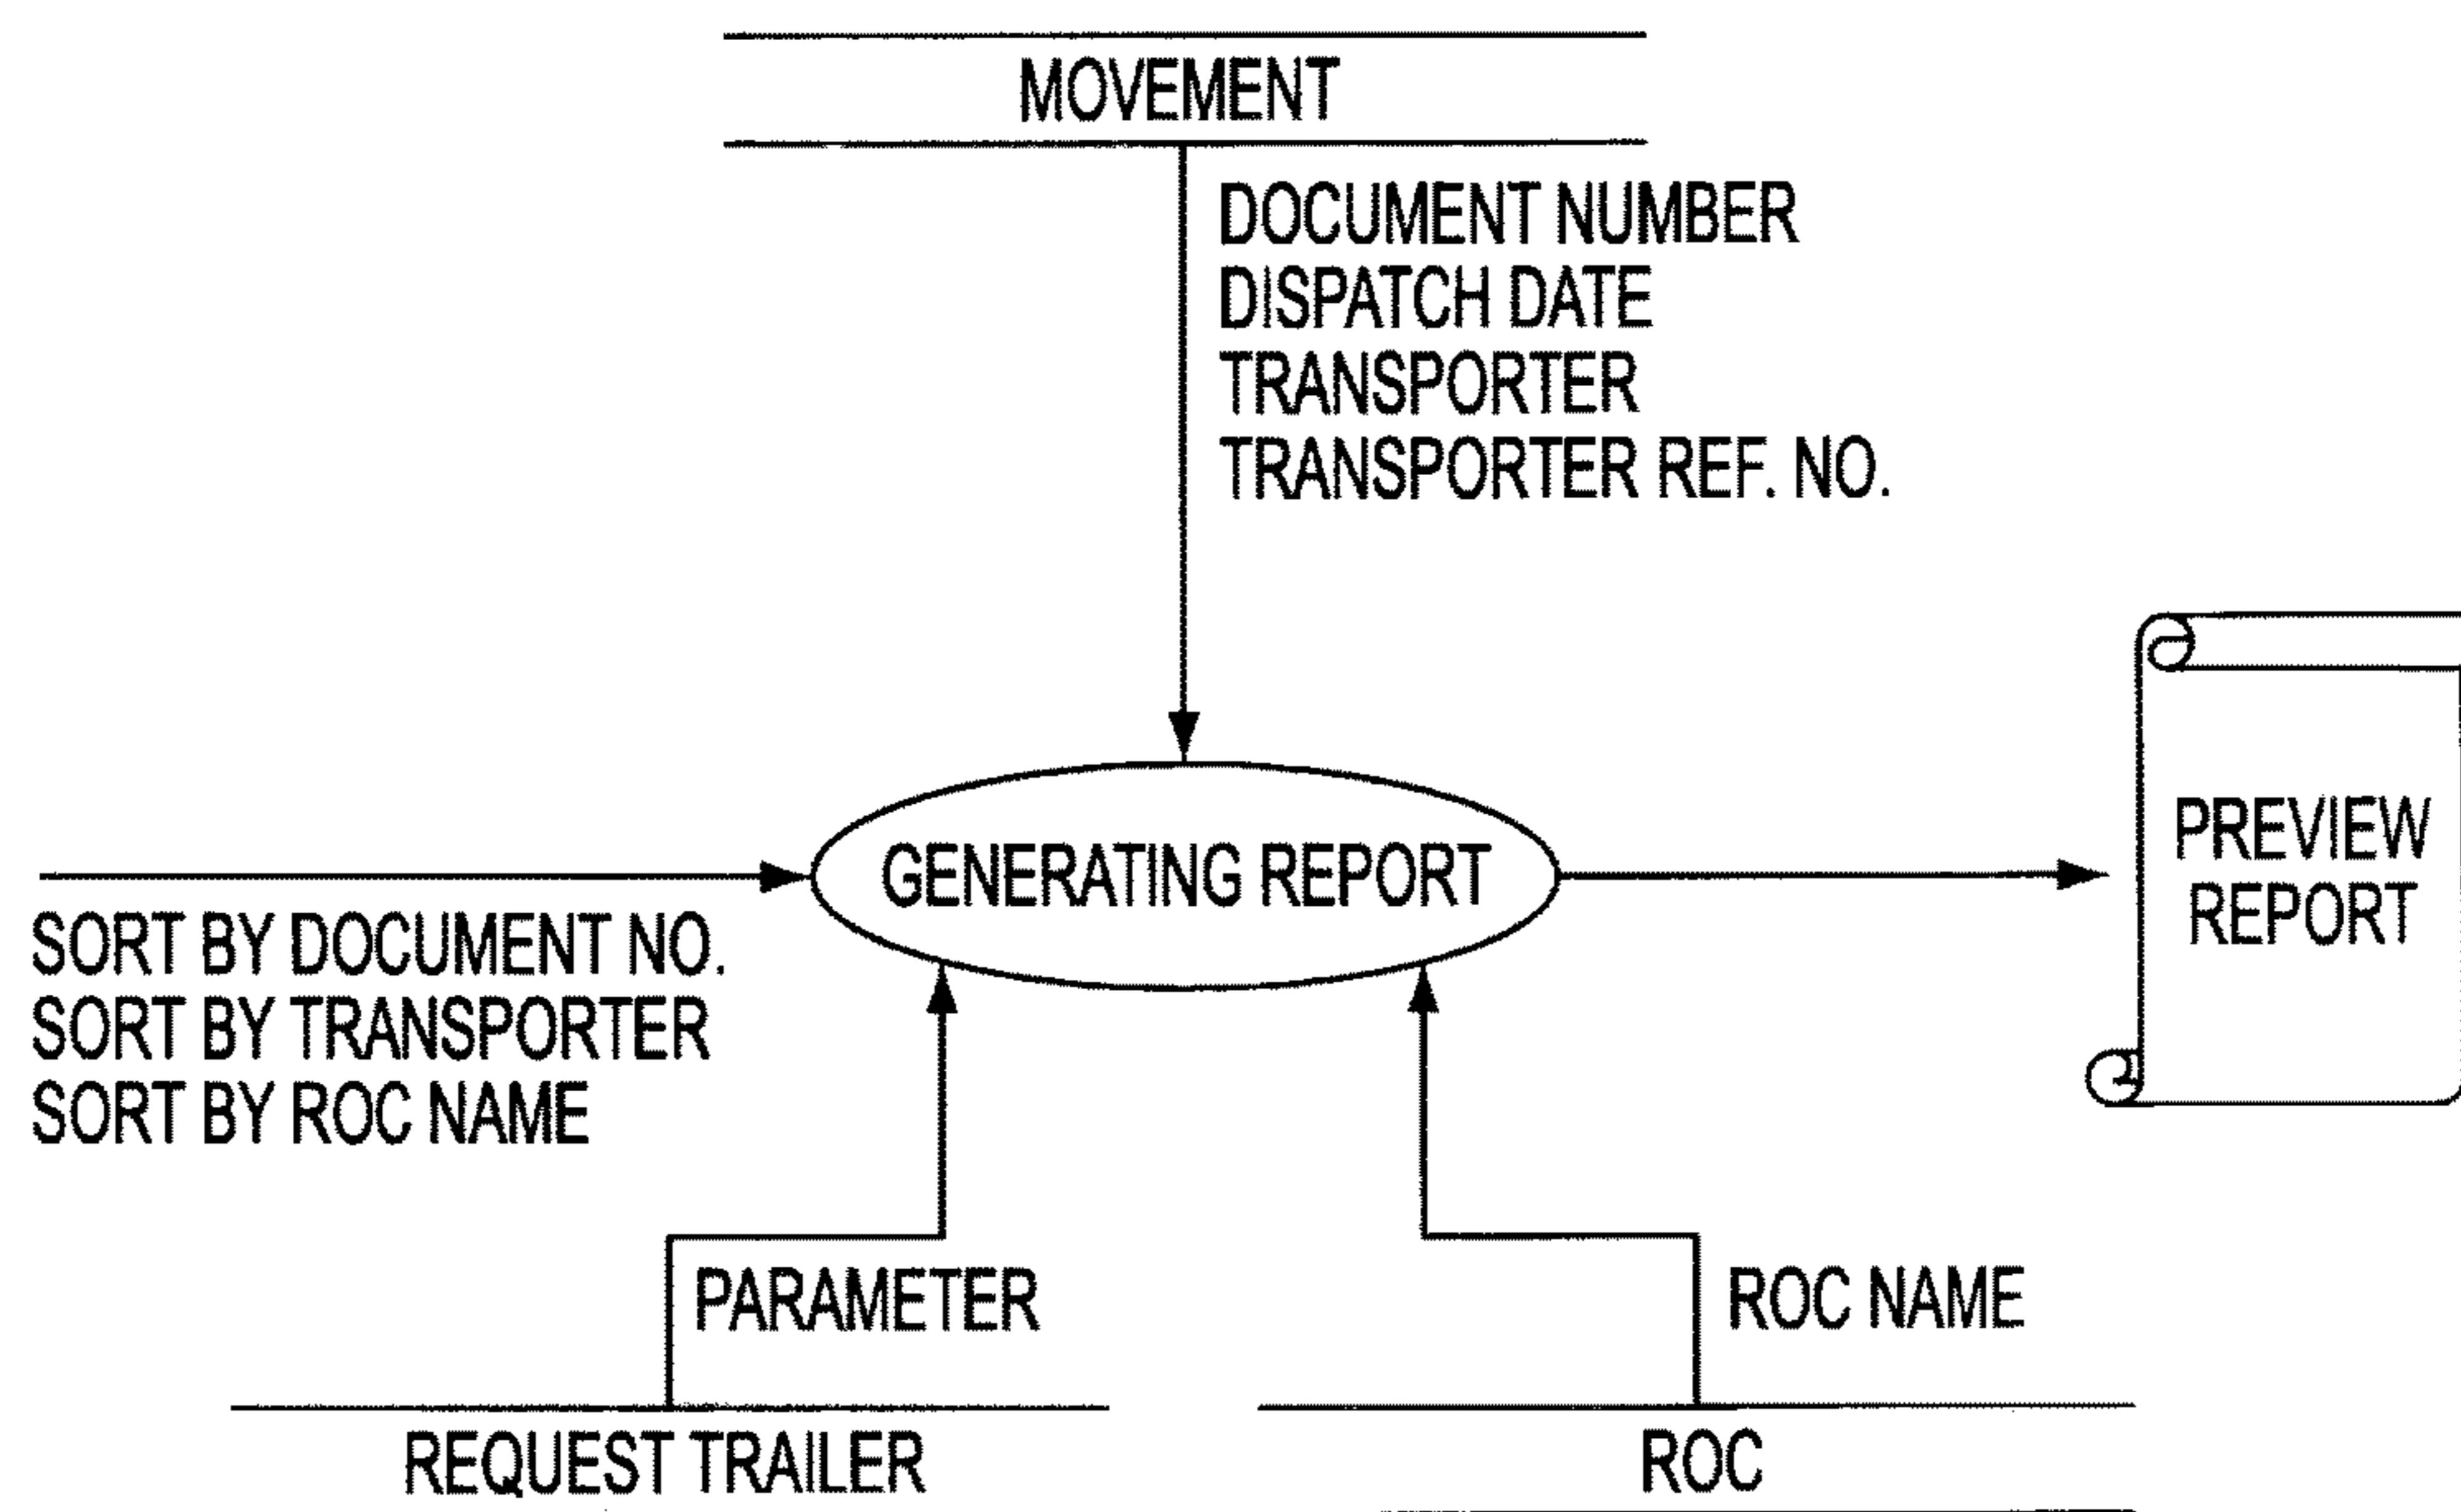 MOVEMENT
DOCUMENT NUMBER
DISPATCH DATE
TRANSPORTER
TRANSPORTER REF. NO.
GENERATING REPORT
PREVIEW
REPORT
SORT BY DOCUMENT NO.
SORT BY TRANSPORTER
SORT BY ROC NAME
PARAMETER
ROC NAME
REQUEST TRAILER
ROC